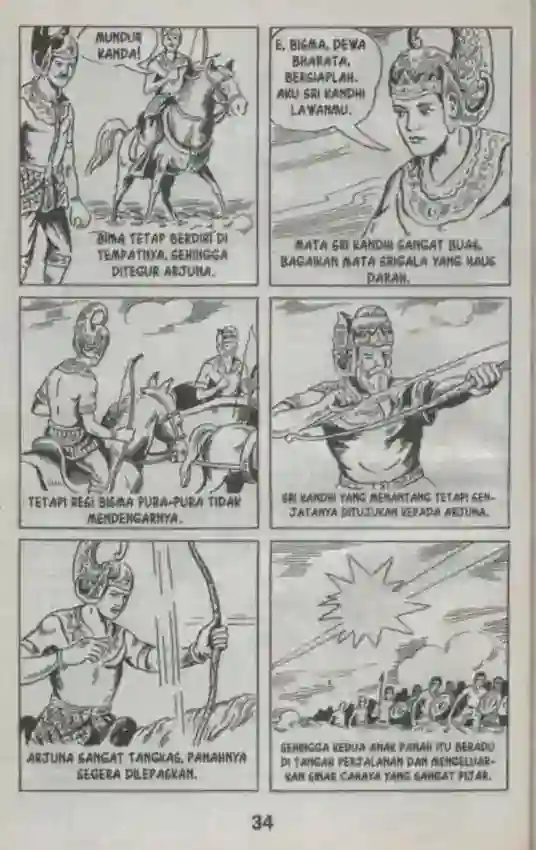 MUNDUR
KANDA!
BIMA TETAP BERDIRI DI
TEMPATNYA, SEHINGGA
DITEGUR ARJUNA.
E, BISMA, DEWA
BHARATA,
BERSIAPLAH.
AKU SRI KANDHI
LAWANMU.
MATA SRI KANDHI SANGAT BUAS,
BAGAIKAN MATA SRIGALA YANG HAUS
DARAH.
TETAPI RESI BISMA PURA-PURA TIDAK
MENDENGARNYA.
SRI KANDHI YANG MENANTANG TETAPI SEN-
JATANYA DITUJUKAN KEPADA ARJUNA.
ARJUNA SANGAT TANGKAS, PANAHNYA
SEGERA DILEPASKAN.
SEHINGGA KEDUA ANAK PANAH ITU BERADU
DI TANGAH PERJALANAN DAN MENGELUAR-
KAN SINAR CAHAYA YANG SANGAT PIJAR.
34